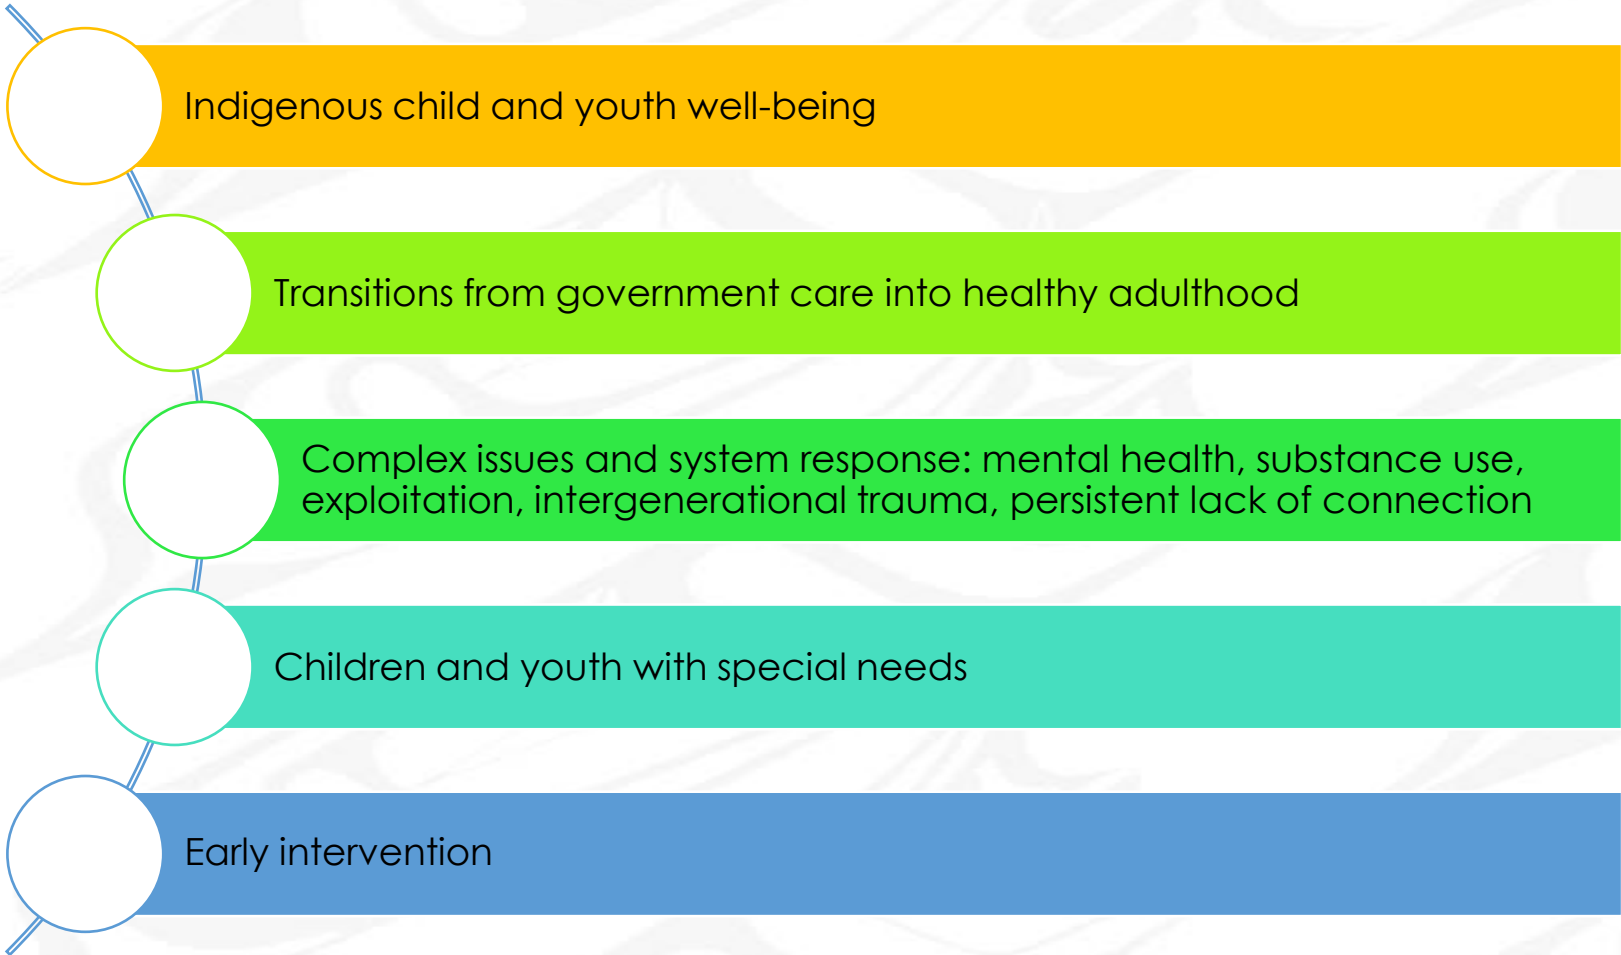 Indigenous child and youth well-being
Transitions from government care into healthy adulthood
Complex issues and system response: mental health, substance use,
exploitation, intergenerational trauma, persistent lack of connection
Children and youth with special needs
Early intervention